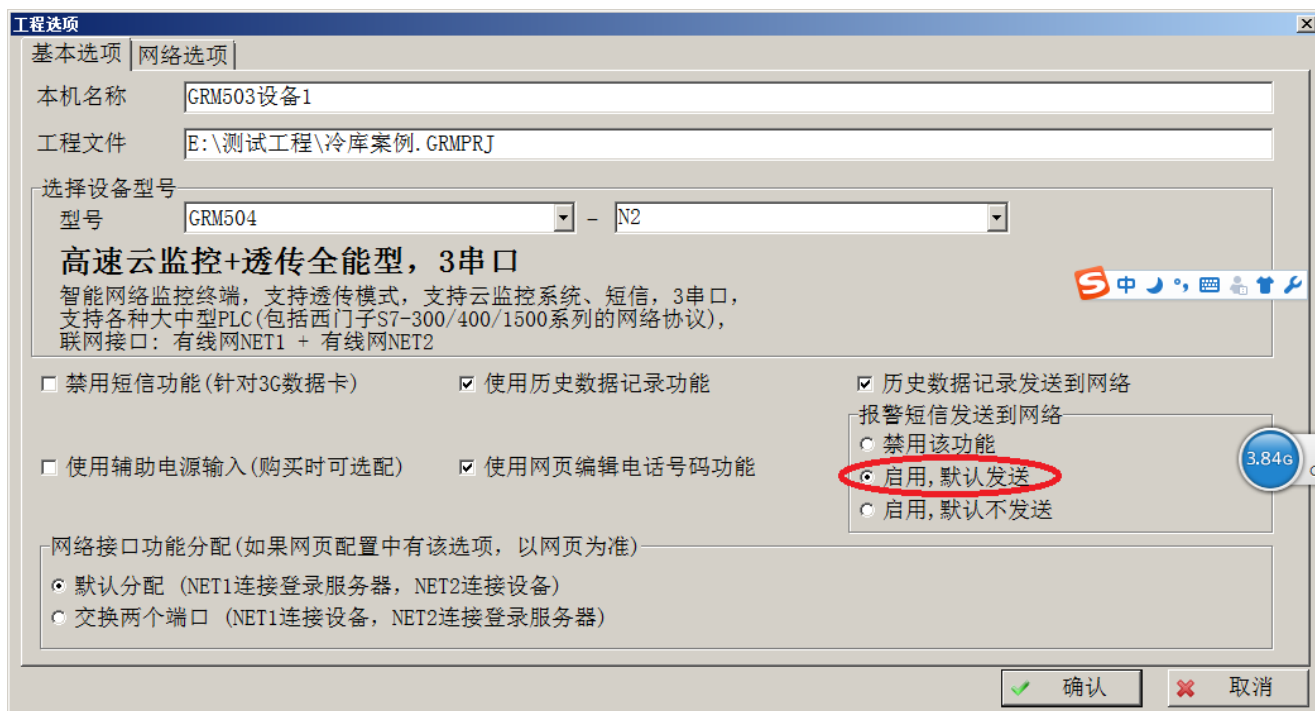 工程选项
基本选项 网络选项
本机名称 GRM503设备1
工程文件 E:\测试工程\冷库案例.GRMPRJ
选择设备型号
型号 GRM504 - N2
高速云监控+透传全能型，3串口
智能网络监控终端，支持透传模式，支持云监控系统、短信，3串口，
支持各种大中型PLC(包括西门子S7-300/400/1500系列的网络协议)，
联网接口: 有线网NET1 + 有线网NET2
中
禁用短信功能(针对3G数据卡) 使用历史数据记录功能 历史数据记录发送到网络
报警短信发送到网络
禁用该功能
使用辅助电源输入(购买时可选配) 使用网页编辑电话号码功能 启用,默认发送
3.84G
启用,默认不发送
网络接口功能分配(如果网页配置中有该选项，以网页为准)
默认分配 (NET1连接登录服务器，NET2连接设备)
交换两个端口 (NET1连接设备，NET2连接登录服务器)
确认 取消